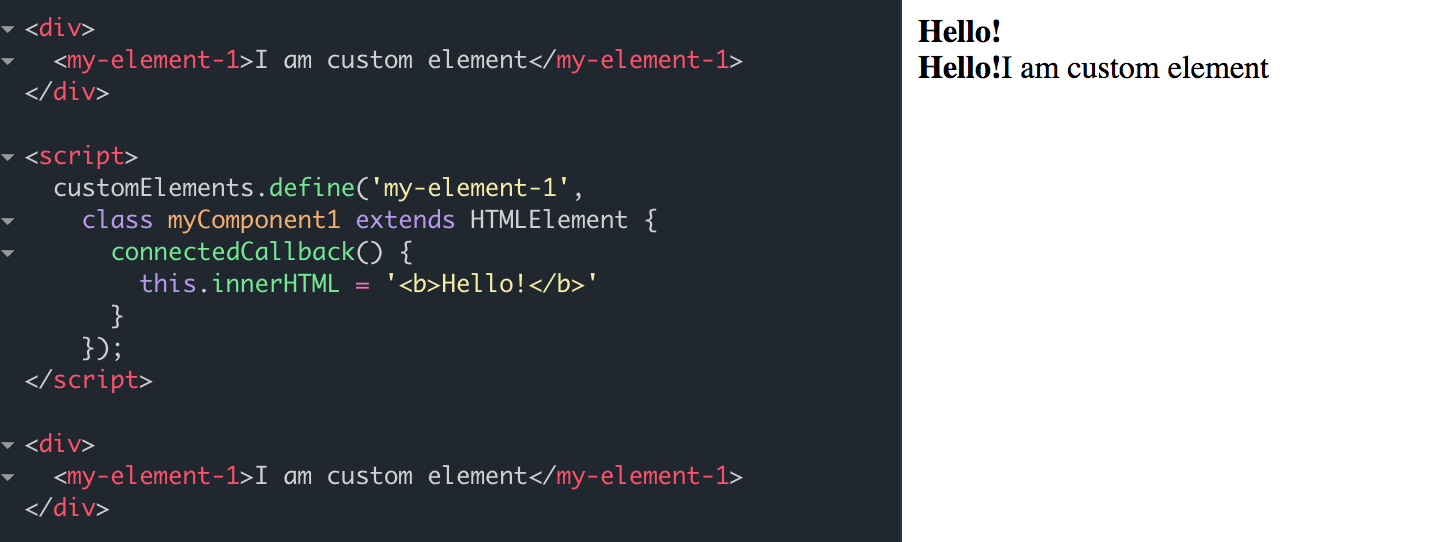 <div>
  <my-element-1>I am custom element</my-element-1>
</div>
<script>
  customElements.define('my-element-1',
    class myComponent1 extends HTMLElement {
      connectedCallback() {
        this.innerHTML = '<b>Hello!</b>'
      }
    });
</script>
<div>
  <my-element-1>I am custom element</my-element-1>
</div>
Hello!
Hello!I am custom element